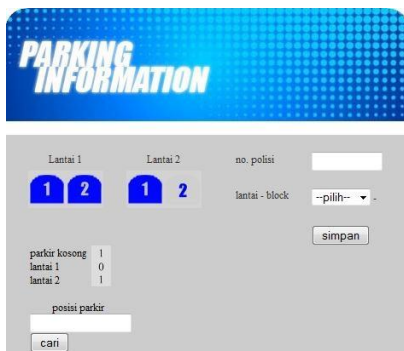 PARKING
INFORMATION
Lantai 1 Lantai 2
1 2 1 2
no. polisi
lantai - block --pilih-- -
simpan
parkir kosong 1
lantai 1 0
lantai 2 1
posisi parkir
cari